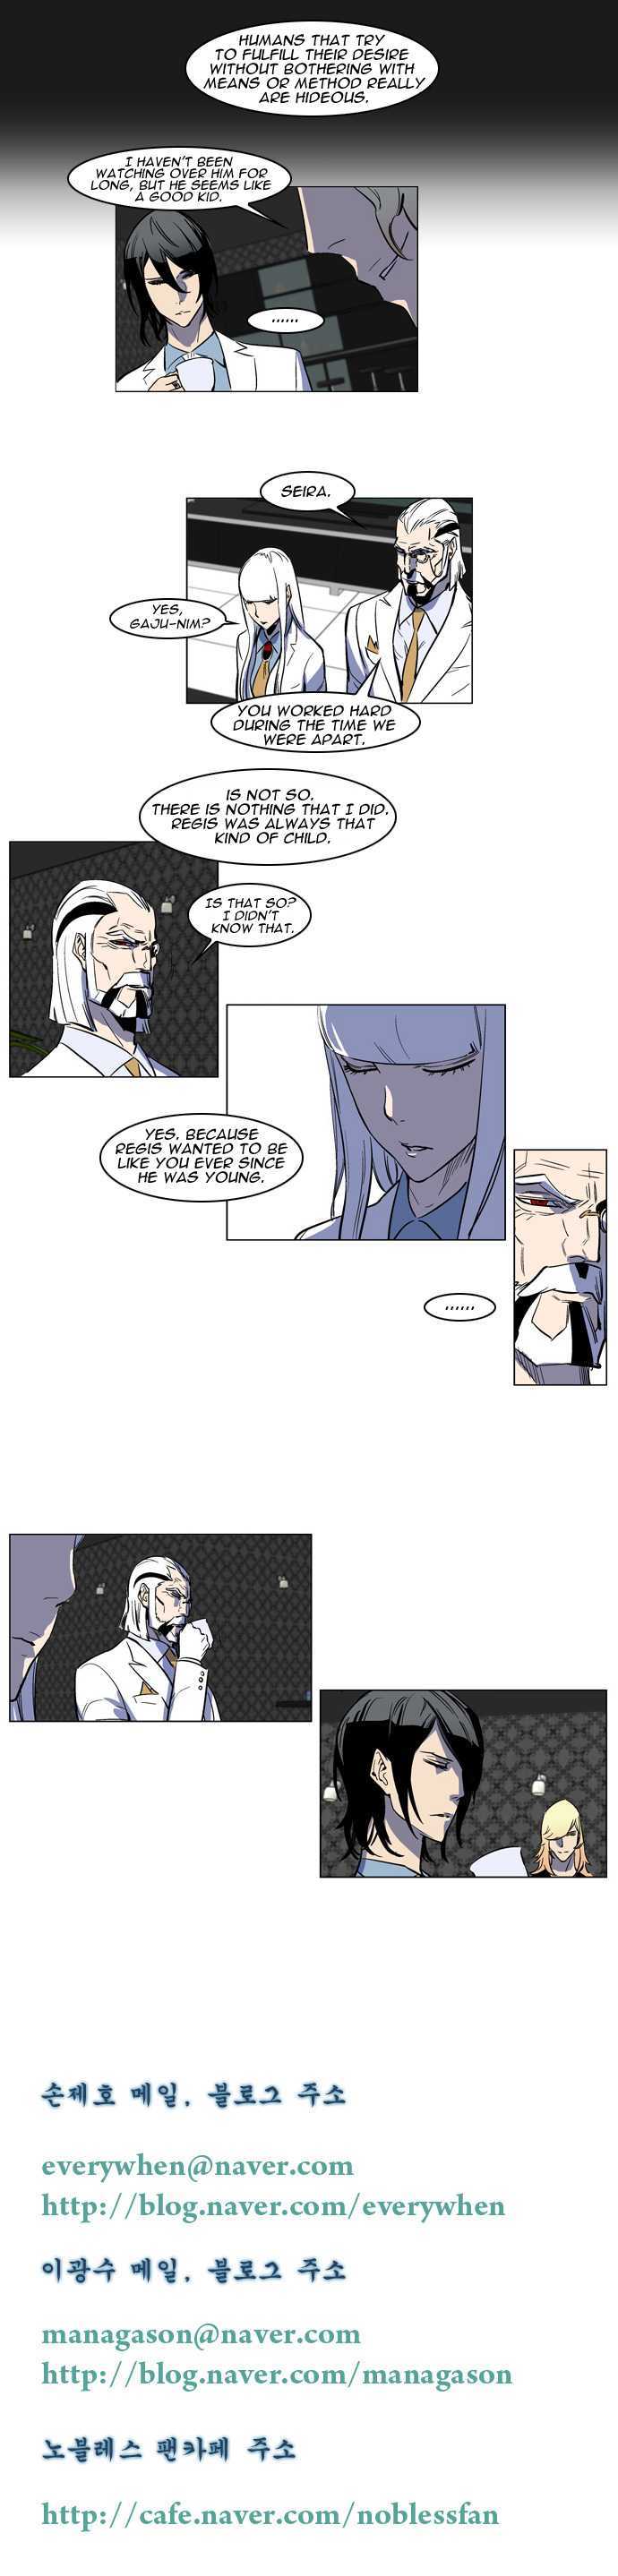 HUMANS THAT TRY
TO FULFILL THEIR DESIRE
WITHOUT BOTHERING WITH
MEANS OR METHOD REALLY
ARE HIDEOUS.
I HAVEN'T BEEN
WATCHING OVER HIM FOR
LONG, BUT HE SEEMS LIKE
A GOOD KID.
......
SEIRA.
YES,
GAJU-NIM?
YOU WORKED HARD
DURING THE TIME WE
WERE APART.
IS NOT SO.
THERE IS NOTHING THAT I DID.
REGIS WAS ALWAYS THAT
KIND OF CHILD.
IS THAT SO?
I DIDN'T
KNOW THAT.
YES. BECAUSE
REGIS WANTED TO BE
LIKE YOU EVER SINCE
HE WAS YOUNG.
......
손제호 메일, 블로그 주소
everywhen@naver.com
http://blog.naver.com/everywhen
이광수 메일, 블로그 주소
managason@naver.com
http://blog.naver.com/managason
노블레스 팬카페 주소
http://cafe.naver.com/noblessfan